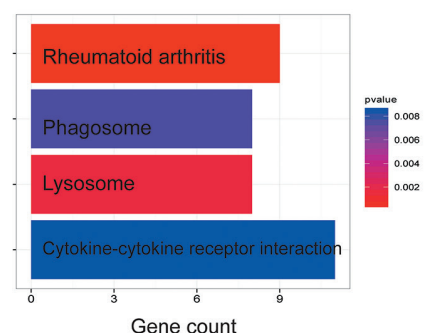 Rheumatoid arthritis
Phagosome
Lysosome
Cytokine-cytokine receptor interaction
0 3 6 9
Gene count
pvalue
0.008
0.006
0.004
0.002